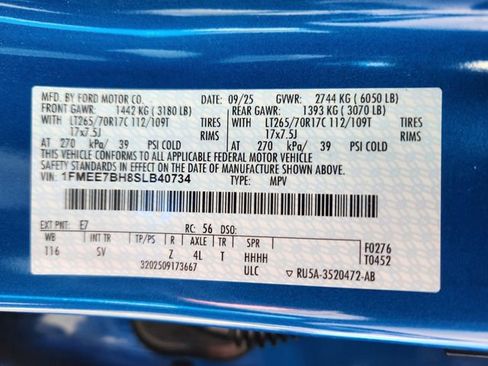 MFD. BY FORD MOTOR CO. 09/25 GVWR: 2744 KG ( 6050 LB)
FRONT GAWR: 1442 KG ( 3180 LB) REAR GAWR: 1393 KG ( 3070 LB)
WITH LT265/70R17C 112/109T TIRES WITH LT265/70R17C 112/109T TIRES
17x7.5J RIMS 17x7.5J RIMS
AT 270 kPa/ 39 PSI COLD AT 270 kPa/ 39 PSI COLD
THIS VEHICLE CONFORMS TO ALL APPLICABLE FEDERAL MOTOR VEHICLE
SAFETY STANDARDS IN EFFECT ON THE DATE OF MANUFACTURE SHOWN ABOVE.
VIN: 1FMEE7BH8SLB40734 TYPE: MPV
EXT PNT: E7 RC: 56 DSO:
WB INT TR TP/PS R AXLE TR SPR
116 SV Z 4L T HHHH
3202509173667 ULC
F0276
T0452
RU5A-3520472-AB